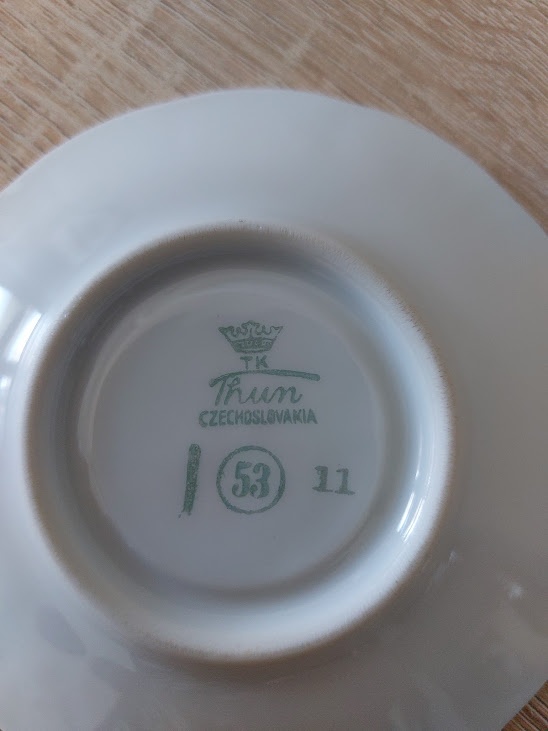 TK
Thun
CZECHOSLOVAKIA
| 53 11